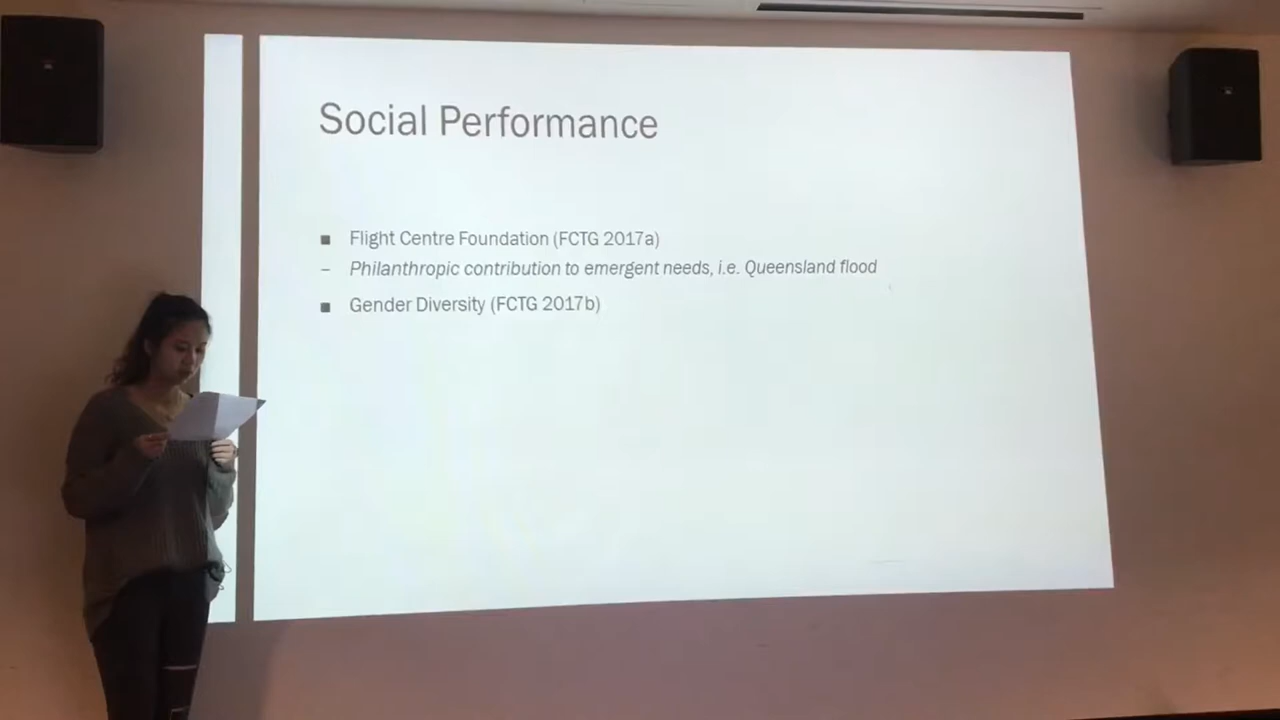 Social Performance
■ Flight Centre Foundation (FCTG 2017a)
– Philanthropic contribution to emergent needs, i.e. Queensland flood
■ Gender Diversity (FCTG 2017b)